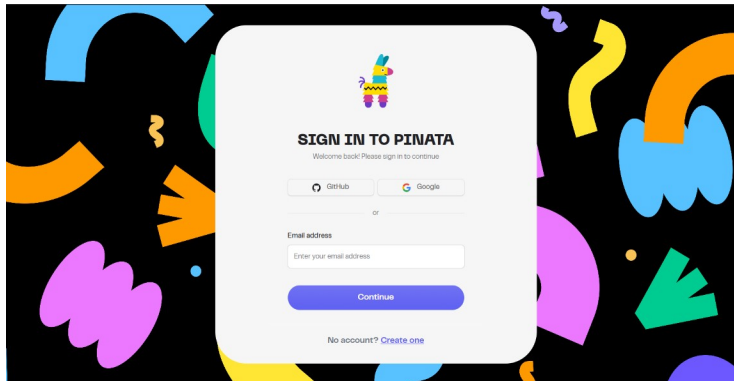 SIGN IN TO PINATA
Welcome back! Please sign in to continue
GitHub Google
or
Email address
Enter your email address
Continue
No account? Create one